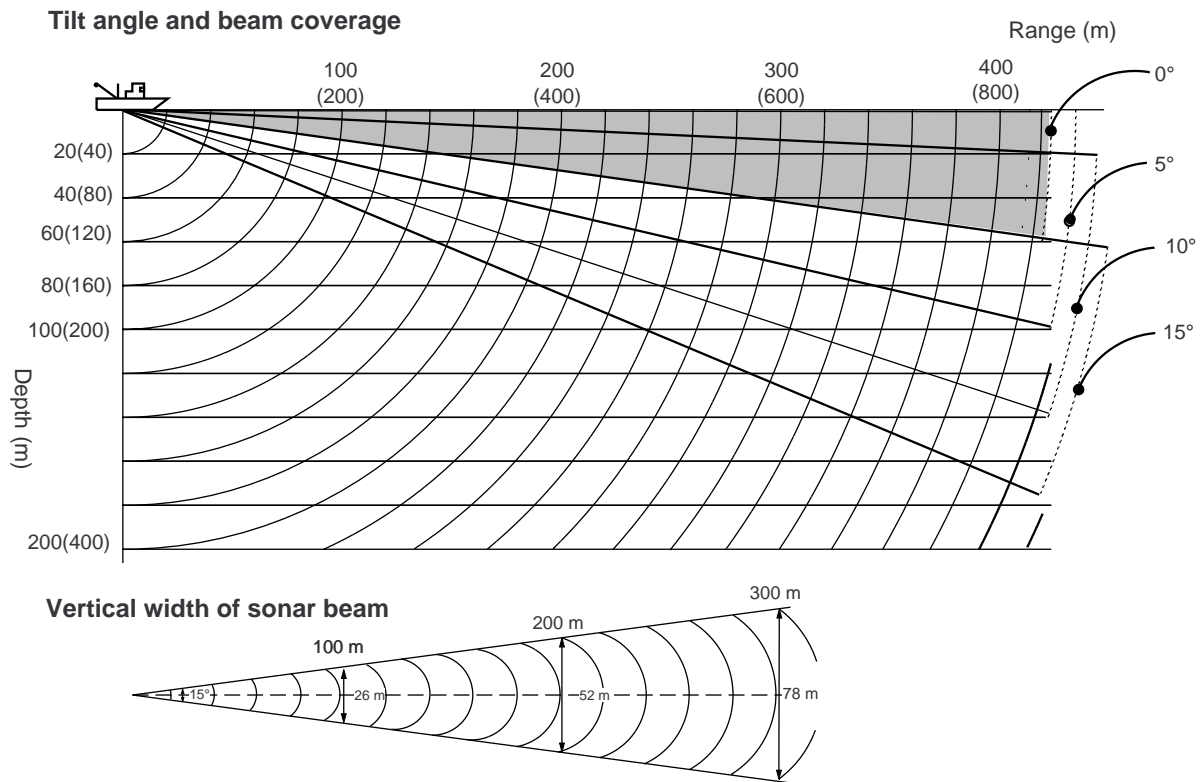 Tilt angle and beam coverage
Range (m)
100 200 300 400
(200) (400) (600) (800)
0°
20(40)
5°
40(80)
60(120)
10°
80(160)
100(200)
15°
Depth (m)
200(400)
Vertical width of sonar beam
300 m
200 m
100 m
15° 26 m 52 m 78 m